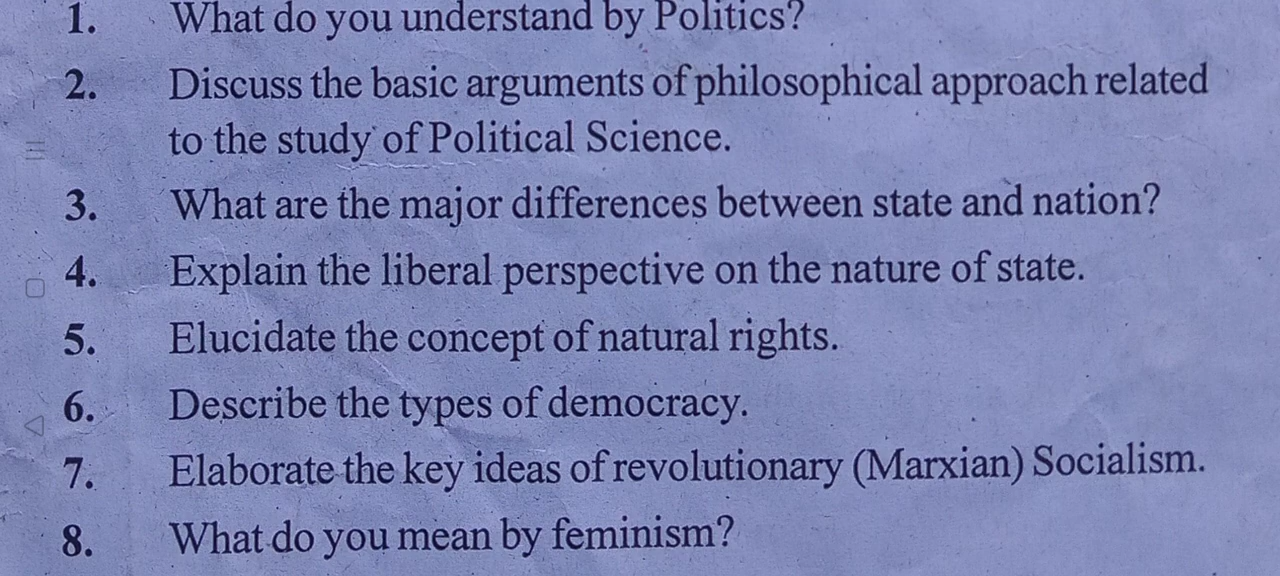 1. What do you understand by Politics?
2. Discuss the basic arguments of philosophical approach related
to the study of Political Science.
3. What are the major differences between state and nation?
4. Explain the liberal perspective on the nature of state.
5. Elucidate the concept of natural rights.
6. Describe the types of democracy.
7. Elaborate the key ideas of revolutionary (Marxian) Socialism.
8. What do you mean by feminism?